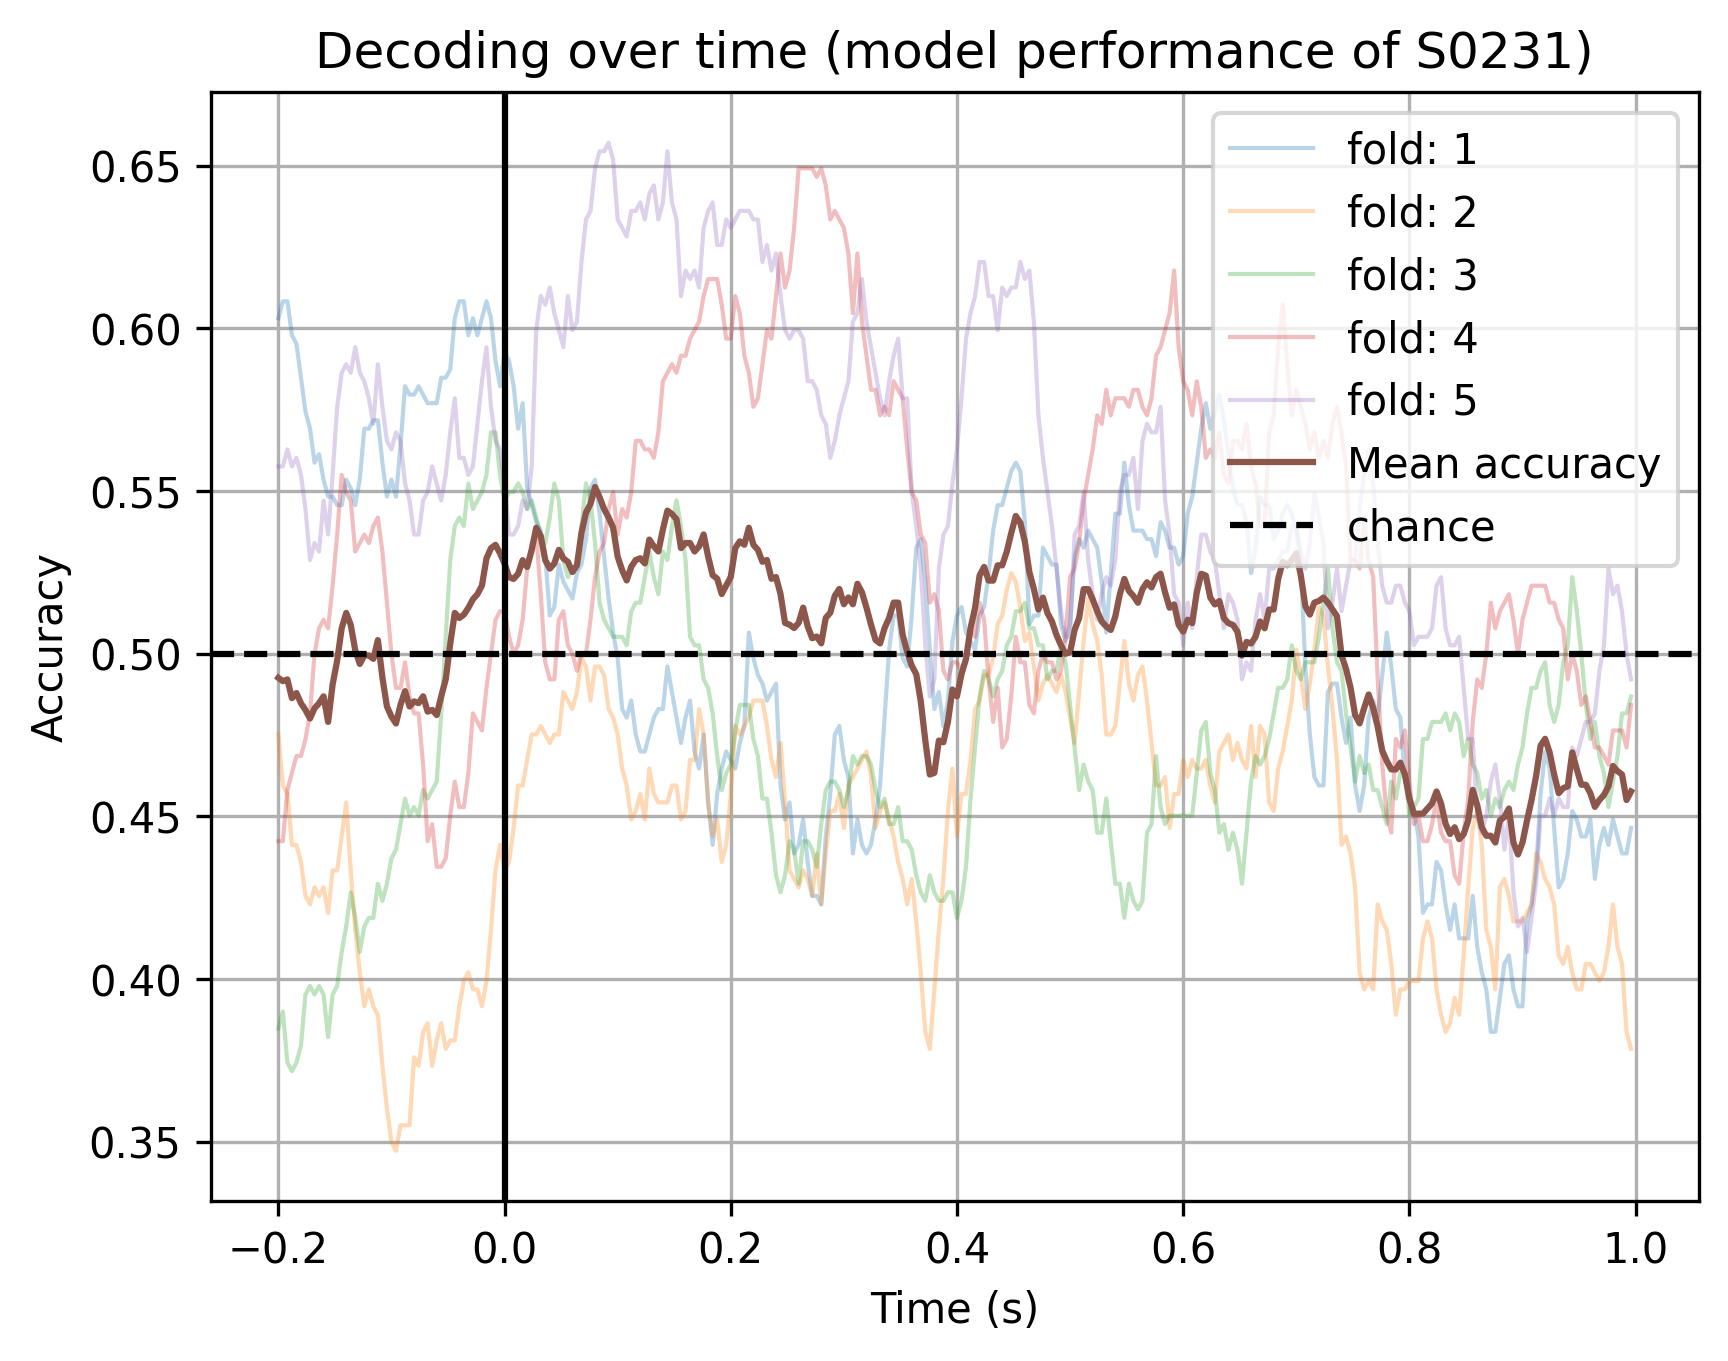 Decoding over time (model performance of S0231)
fold: 1
fold: 2
fold: 3
fold: 4
fold: 5
Mean accuracy
chance
Accuracy
0.65
0.60
0.55
0.50
0.45
0.40
0.35
−0.2 0.0 0.2 0.4 0.6 0.8 1.0
Time (s)